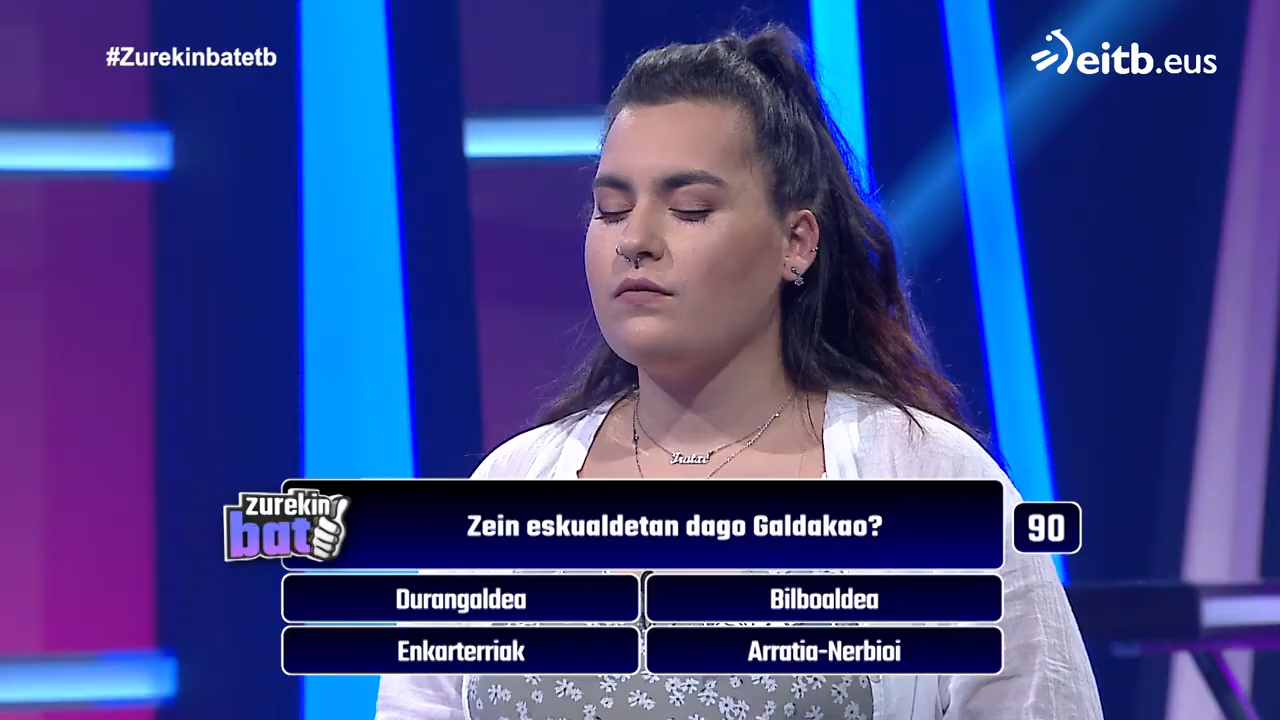 #Zurekinbatetb
eitb.eus
zurekin
bat
Zein eskualdetan dago Galdakao?
90
Durangaldea
Bilboaldea
Enkarterriak
Arratia-Nerbioi